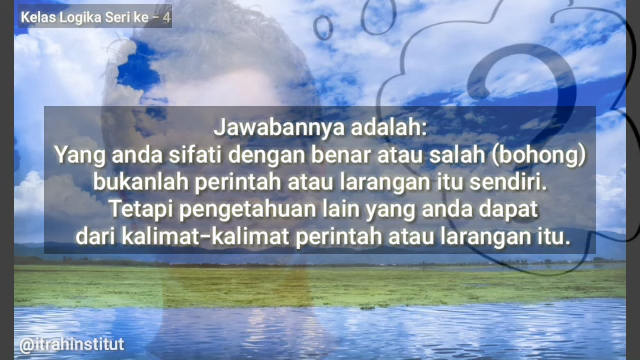 Kelas Logika Seri ke - 4
Jawabannya adalah:
Yang anda sifati dengan benar atau salah (bohong)
bukanlah perintah atau larangan itu sendiri.
Tetapi pengetahuan lain yang anda dapat
dari kalimat-kalimat perintah atau larangan itu.
@itrahinstitut